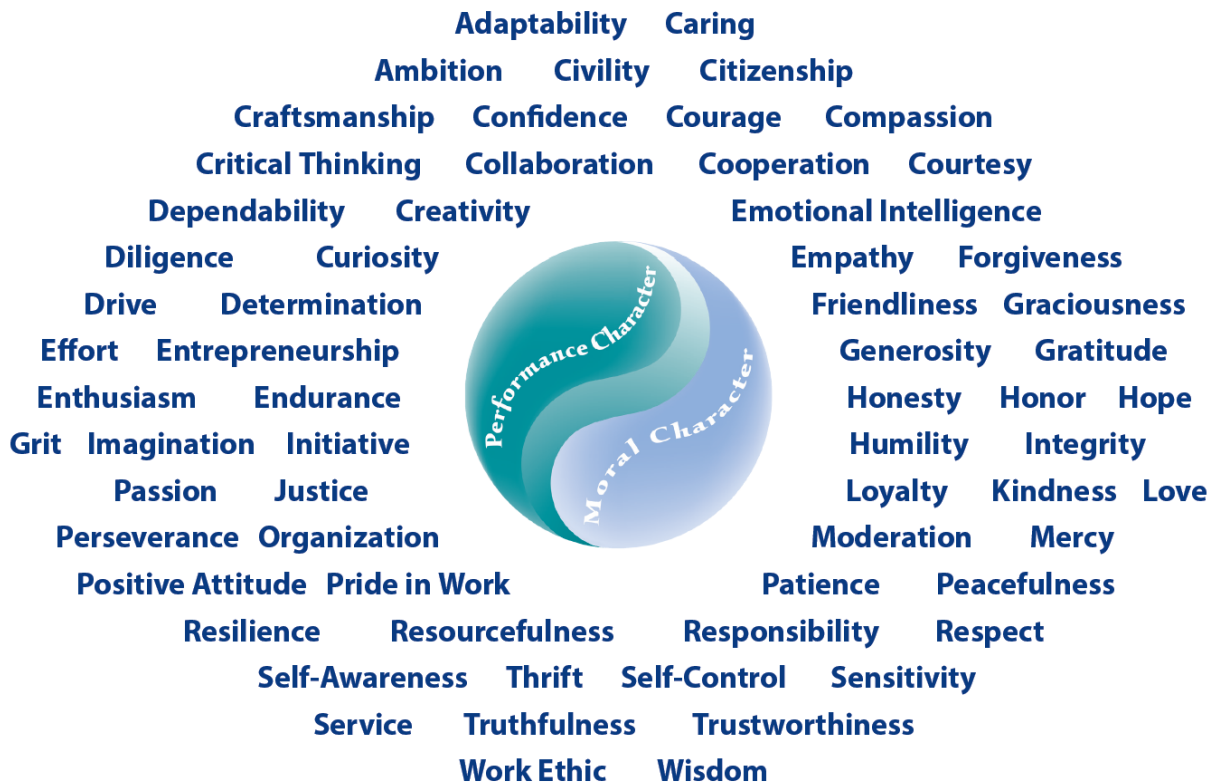 Adaptability Caring
Ambition Civility Citizenship
Craftsmanship Confidence Courage Compassion
Critical Thinking Collaboration Cooperation Courtesy
Dependability Creativity Emotional Intelligence
Diligence Curiosity Empathy Forgiveness
Drive Determination Friendliness Graciousness
Effort Entrepreneurship Generosity Gratitude
Enthusiasm Endurance Honesty Honor Hope
Grit Imagination Initiative Humility Integrity
Passion Justice Loyalty Kindness Love
Perseverance Organization Moderation Mercy
Positive Attitude Pride in Work Patience Peacefulness
Resilience Resourcefulness Responsibility Respect
Self-Awareness Thrift Self-Control Sensitivity
Service Truthfulness Trustworthiness
Work Ethic Wisdom
Performance Character
Moral Character